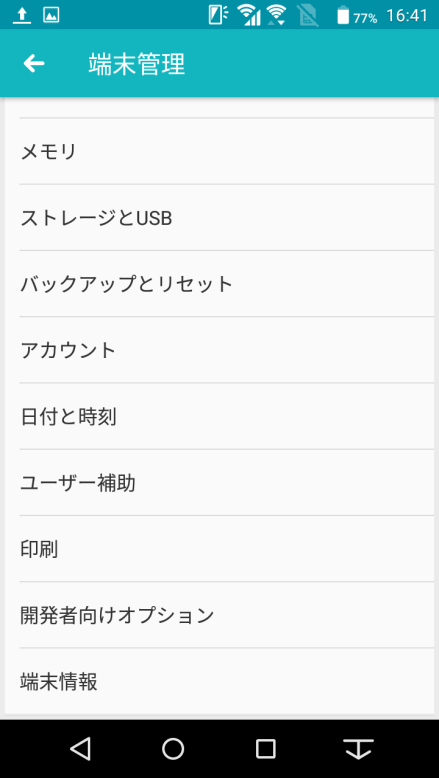 77% 16:41
端末管理
メモリ
ストレージとUSB
バックアップとリセット
アカウント
日付と時刻
ユーザー補助
印刷
開発者向けオプション
端末情報